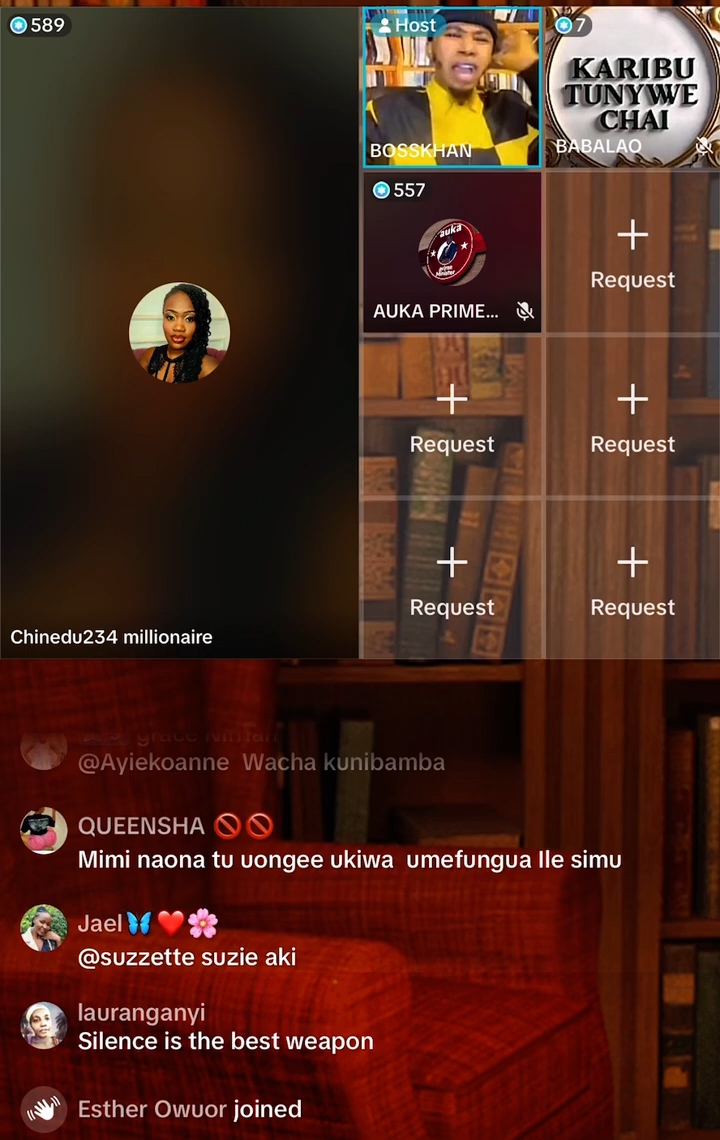 589
Host
BOSSKHAN
7
KARIBU
TUNYWE
CHAI
BABALAO
557
auka
prime
Minister
AUKA PRIME...
Request
Request
Request
Request
Request
Chinedu234 millionaire
@Ayiekoanne Wacha kunibamba
QUEENSHA 🚫🚫
Mimi naona tu uongee ukiwa umefungua Ile simu
Jael🦋❤️🌸
@suzzette suzie aki
lauranganyi
Silence is the best weapon
Esther Owuor joined